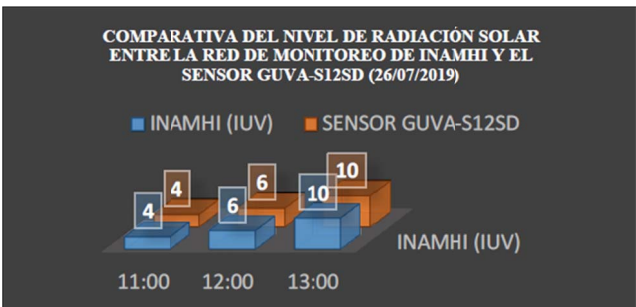 COMPARATIVA DEL NIVEL DE RADIACIÓN SOLAR
ENTRE LA RED DE MONITOREO DE INAMHI Y EL
SENSOR GUVA-S12SD (26/07/2019)
INAMHI (IUV) SENSOR GUVA-S12SD
4 6 10
4 6 10
INAMHI (IUV)
11:00 12:00 13:00